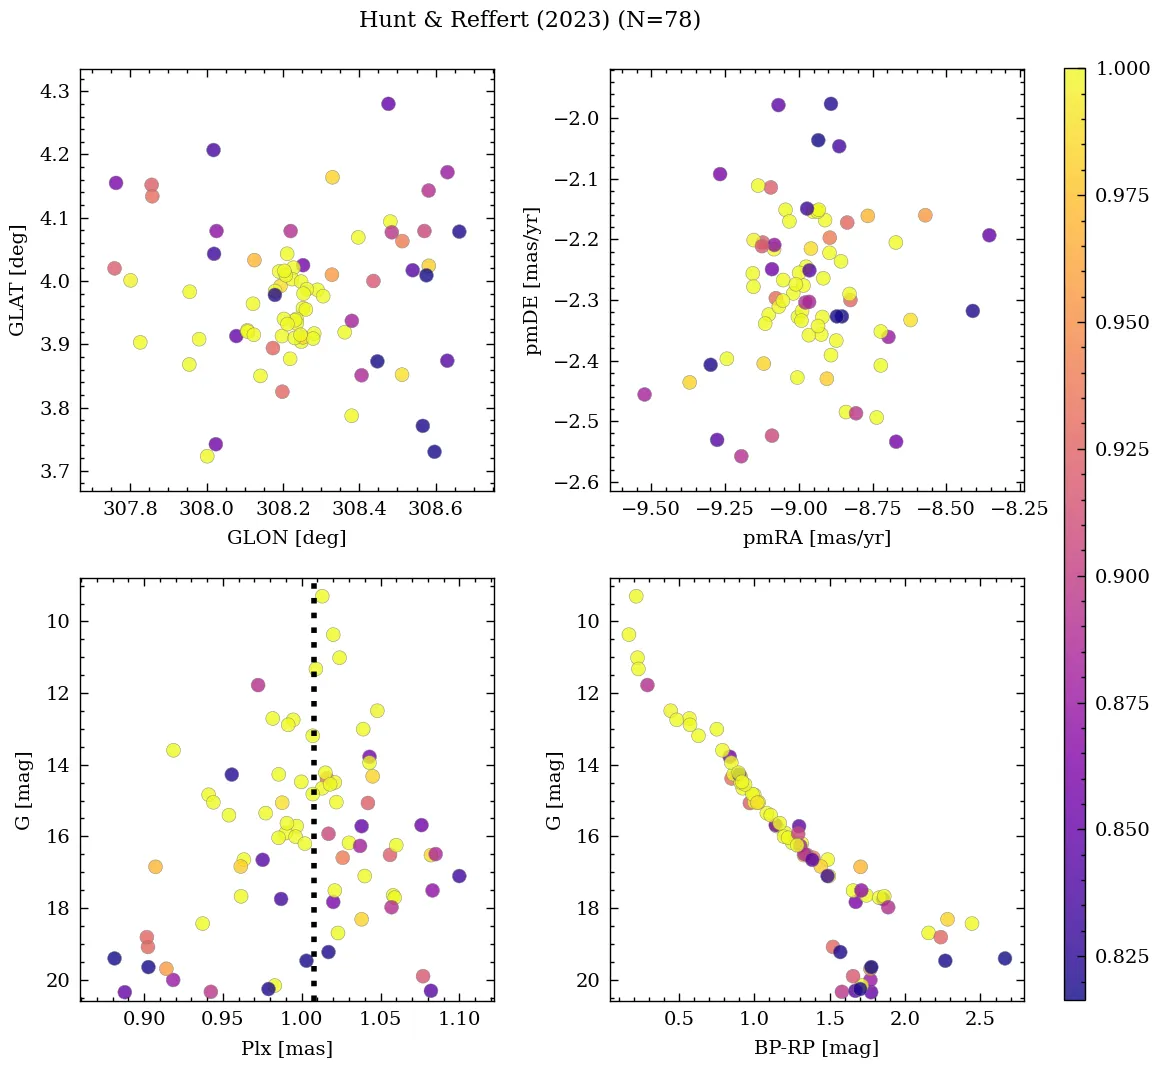 Hunt & Reffert (2023) (N=78)
4.3
4.2
4.1
4.0
3.9
3.8
3.7
GLAT [deg]
307.8 308.0 308.2 308.4 308.6
GLON [deg]
−2.0
−2.1
−2.2
−2.3
−2.4
−2.5
−2.6
pmDE [mas/yr]
−9.50 −9.25 −9.00 −8.75 −8.50 −8.25
pmRA [mas/yr]
1.000
0.975
0.950
0.925
0.900
0.875
0.850
0.825
10
12
14
16
18
20
G [mag]
0.90 0.95 1.00 1.05 1.10
Plx [mas]
10
12
14
16
18
20
G [mag]
0.5 1.0 1.5 2.0 2.5
BP-RP [mag]